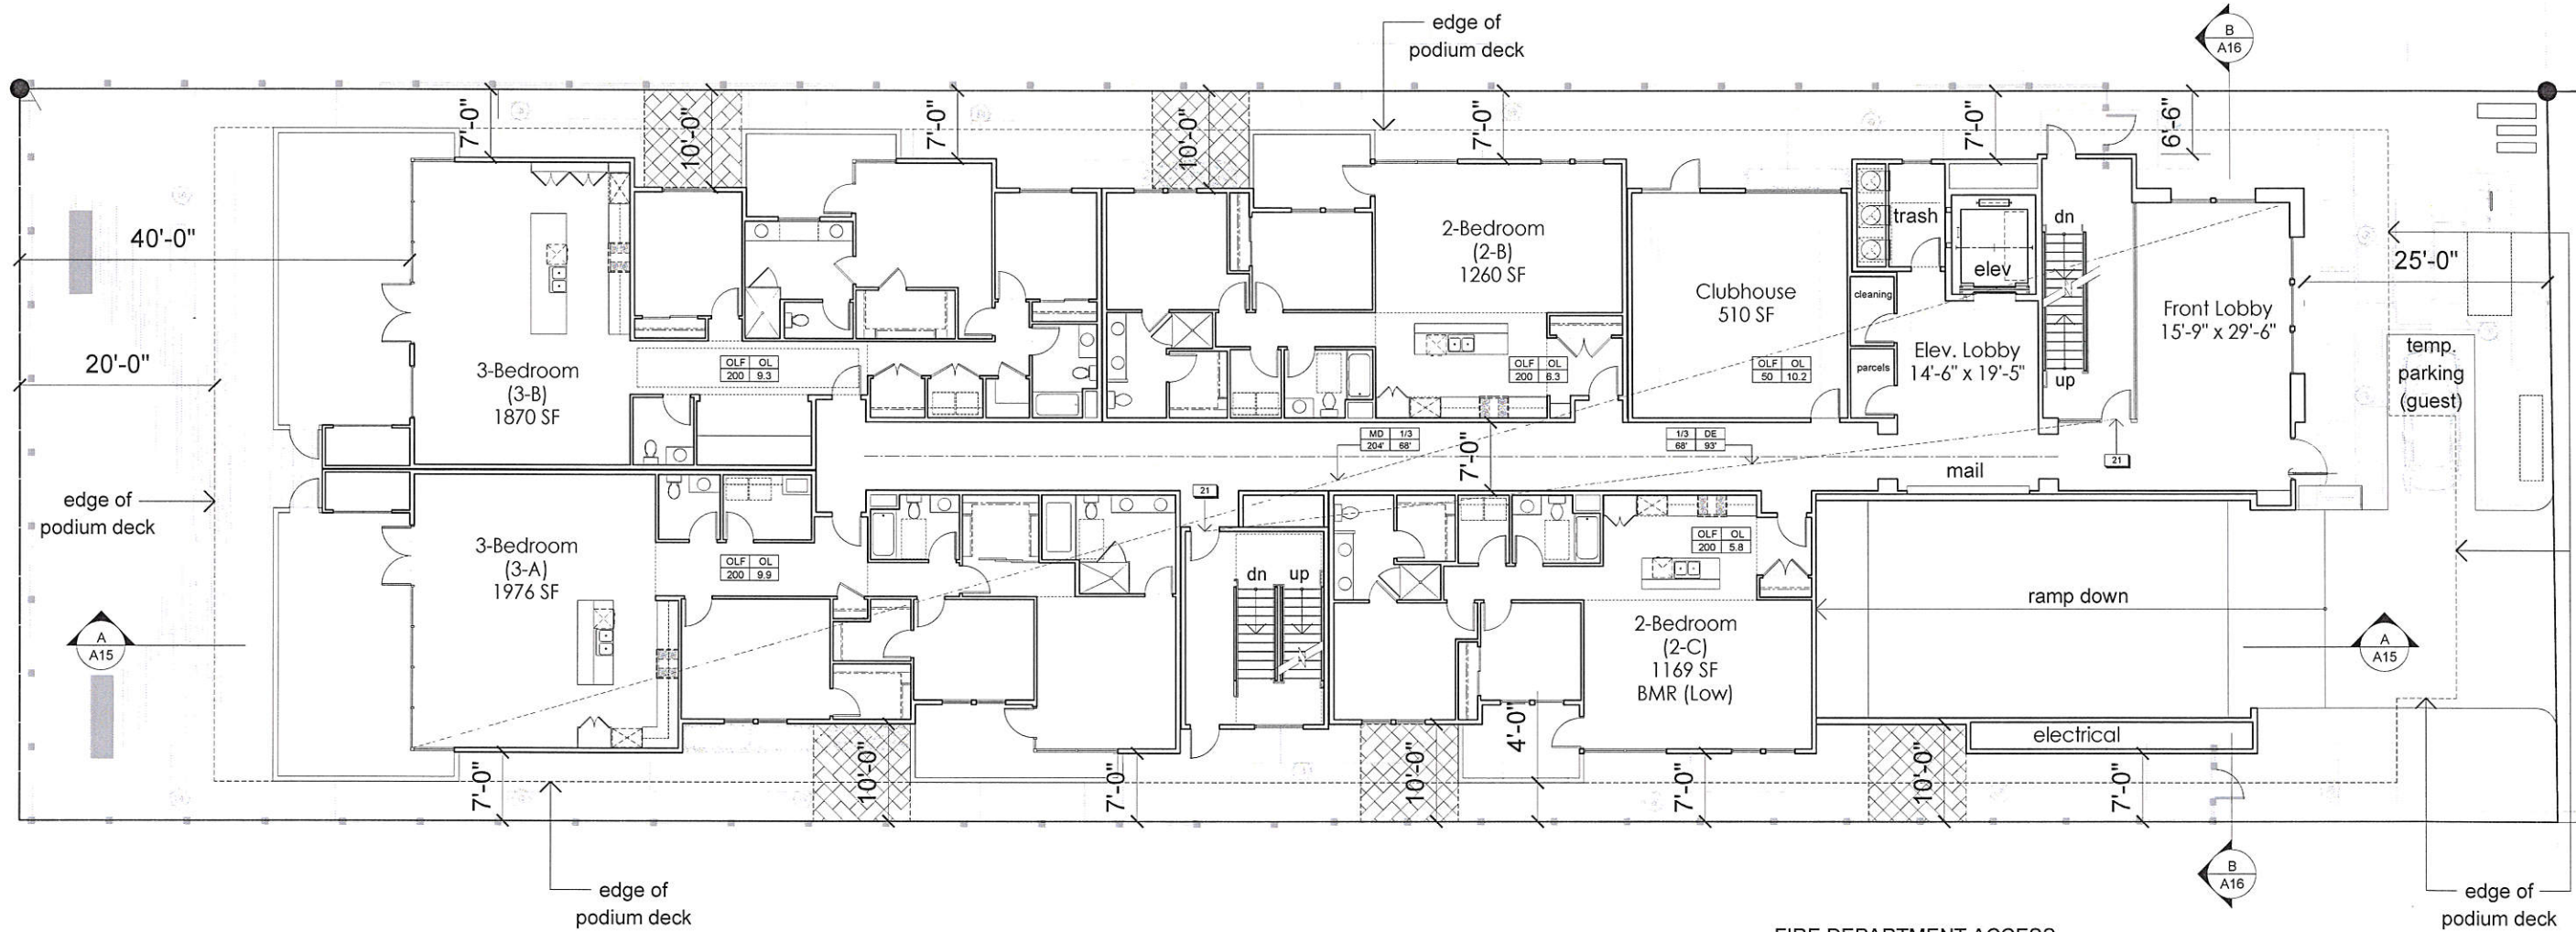 edge of
podium deck
B
A16
7'-0"
10'-0"
7'-0"
10'-0"
7'-0"
7'-0"
6'-6"
40'-0"
20'-0"
25'-0"
3-Bedroom
(3-B)
1870 SF
OLF OL
200 9.3
2-Bedroom
(2-B)
1260 SF
OLF OL
200 6.3
Clubhouse
510 SF
OLF OL
50 10.2
trash
elev
cleaning
parcels
Elev. Lobby
14'-6" x 19'-5"
dn
up
Front Lobby
15'-9" x 29'-6"
temp.
parking
(guest)
MD 1/3
204' 68'
7'-0"
1/3 DE
68' 93'
21
mail
edge of
podium deck
21
3-Bedroom
(3-A)
1976 SF
OLF OL
200 9.9
dn up
OLF OL
200 5.8
2-Bedroom
(2-C)
1169 SF
BMR (Low)
ramp down
A
A15
A
A15
electrical
7'-0"
10'-0"
7'-0"
10'-0"
4'-0"
7'-0"
10'-0"
7'-0"
edge of
podium deck
B
A16
edge of
podium deck
FIRE DEPARTMENT ACCESS